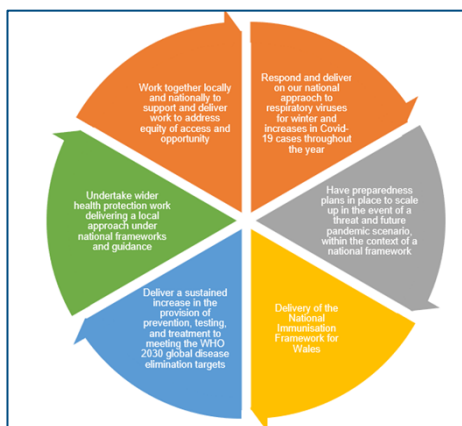 Work together locally
and nationally to
support and deliver
work to address
equity of access and
opportunity
Respond and deliver
on our national
appraoch to
respiratory viruses
for winter and
increases in Covid-
19 cases throughout
the year
Have preparedness
plans in place to scale
up in the event of a
threat and future
pandemic scenario,
within the context of a
national framework
Delivery of the
National
Immunisation
Framework for
Wales
Deliver a sustained
increase in the
provision of
prevention, testing,
and treatment to
meeting the WHO
2030 global disease
elimination targets
Undertake wider
health protection work
delivering a local
approach under
national frameworks
and guidance